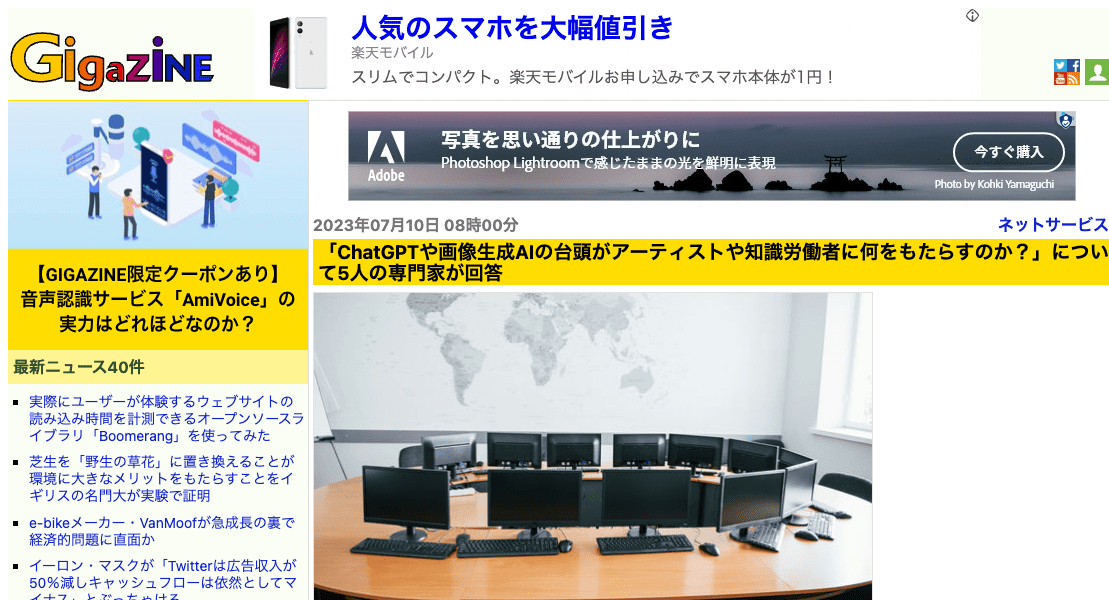 GigaZINE
人気のスマホを大幅値引き
楽天モバイル
スリムでコンパクト。楽天モバイルお申し込みでスマホ本体が1円！
写真を思い通りの仕上がりに
Photoshop Lightroomで感じたままの光を鮮明に表現
Adobe
今すぐ購入
Photo by Kohki Yamaguchi
2023年07月10日 08時00分
ネットサービス
「ChatGPTや画像生成AIの台頭がアーティストや知識労働者に何をもたらすのか？」につい
て5人の専門家が回答
【GIGAZINE限定クーポンあり】
音声認識サービス「AmiVoice」の
実力はどれほどなのか？
最新ニュース40件
実際にユーザーが体験するウェブサイトの
読み込み時間を計測できるオープンソースラ
イブラリ「Boomerang」を使ってみた
芝生を「野生の草花」に置き換えることが
環境に大きなメリットをもたらすことをイ
ギリスの名門大が実験で証明
e-bikeメーカー・VanMoofが急成長の裏で
経済的問題に直面か
イーロン・マスクが「Twitterは広告収入が
50％減しキャッシュフローは依然としてマ
イナス」とぶっちゃける